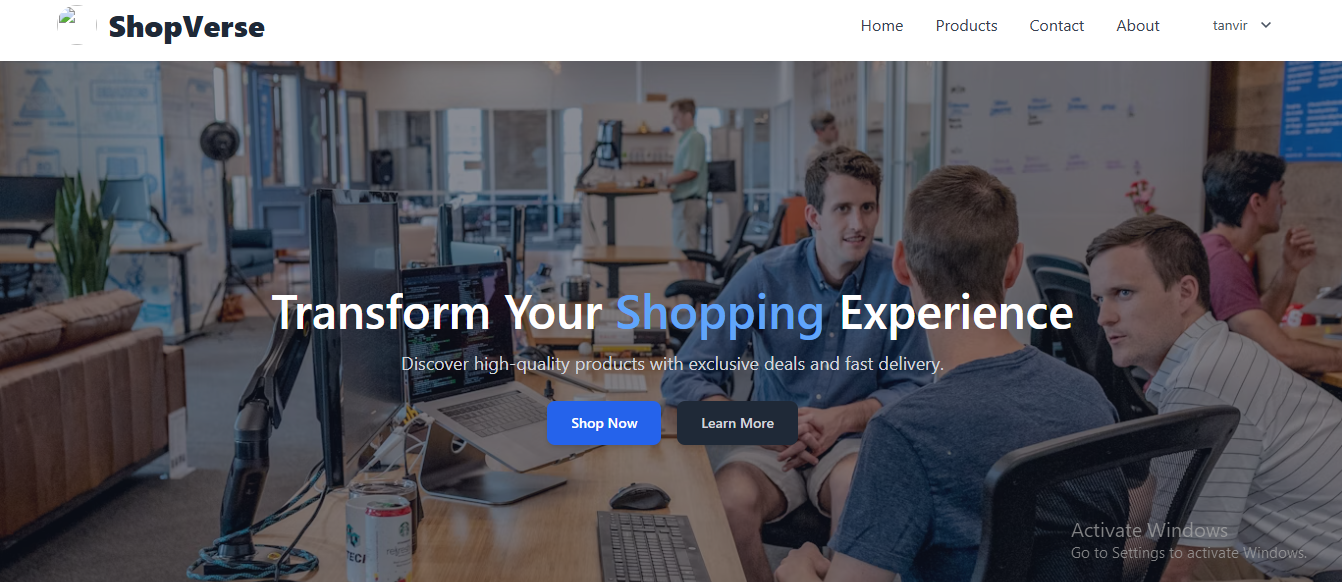 ShopVerse
Home Products Contact About tanvir
Transform Your Shopping Experience
Discover high-quality products with exclusive deals and fast delivery.
Shop Now Learn More
Activate Windows
Go to Settings to activate Windows.